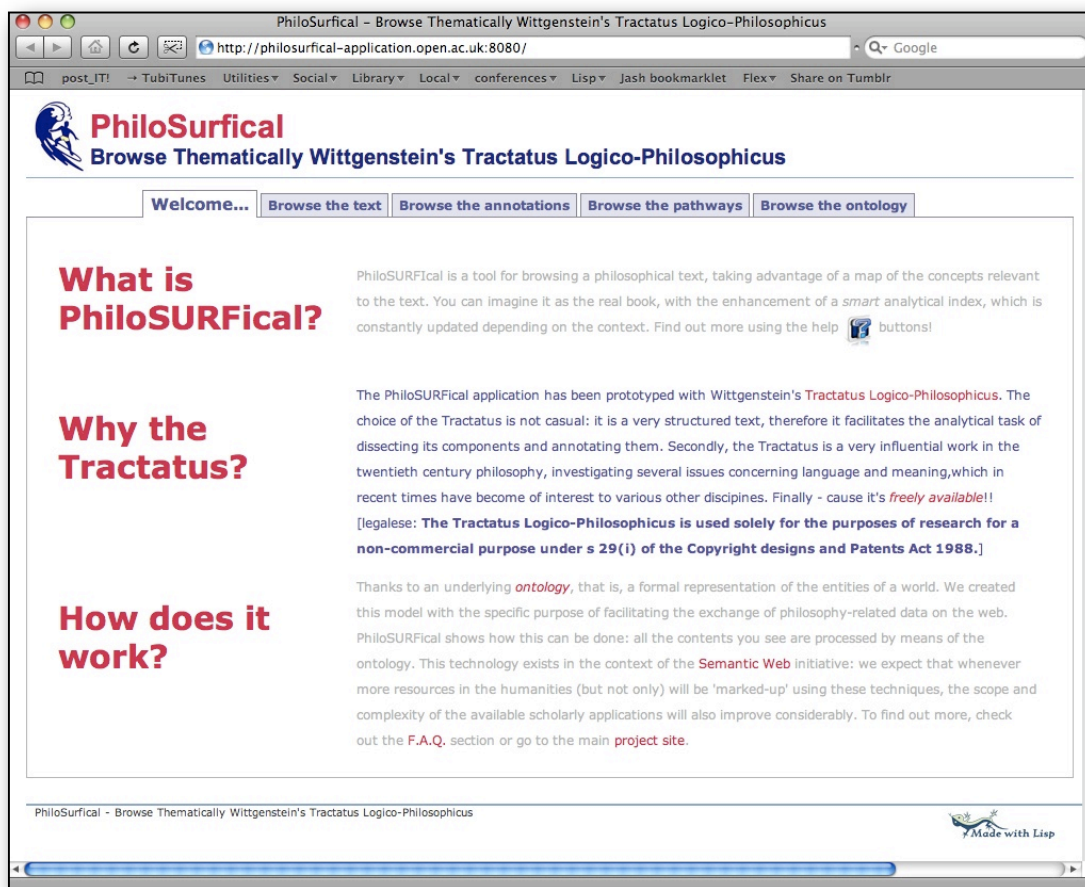 PhiloSurfical – Browse Thematically Wittgenstein's Tractatus Logico-Philosophicus
http://philosurfical-application.open.ac.uk:8080/
Google
post_IT! → TubiTunes Utilities Social Library Local conferences Lisp Jash bookmarklet Flex Share on Tumblr
PhiloSurfical
Browse Thematically Wittgenstein's Tractatus Logico-Philosophicus
Welcome... Browse the text Browse the annotations Browse the pathways Browse the ontology
What is
PhiloSURFical?
PhiloSURFIcal is a tool for browsing a philosophical text, taking advantage of a map of the concepts relevant
to the text. You can imagine it as the real book, with the enhancement of a smart analytical index, which is
constantly updated depending on the context. Find out more using the help ? buttons!
Why the
Tractatus?
The PhiloSURFical application has been prototyped with Wittgenstein's Tractatus Logico-Philosophicus. The
choice of the Tractatus is not casual: it is a very structured text, therefore it facilitates the analytical task of
dissecting its components and annotating them. Secondly, the Tractatus is a very influential work in the
twentieth century philosophy, investigating several issues concerning language and meaning,which in
recent times have become of interest to various other discipines. Finally - cause it's freely available!!
[legalese: The Tractatus Logico-Philosophicus is used solely for the purposes of research for a
non-commercial purpose under s 29(i) of the Copyright designs and Patents Act 1988.]
How does it
work?
Thanks to an underlying ontology, that is, a formal representation of the entities of a world. We created
this model with the specific purpose of facilitating the exchange of philosophy-related data on the web.
PhiloSURFical shows how this can be done: all the contents you see are processed by means of the
ontology. This technology exists in the context of the Semantic Web initiative: we expect that whenever
more resources in the humanities (but not only) will be 'marked-up' using these techniques, the scope and
complexity of the available scholarly applications will also improve considerably. To find out more, check
out the F.A.Q. section or go to the main project site.
PhiloSurfical - Browse Thematically Wittgenstein's Tractatus Logico-Philosophicus
Made with Lisp